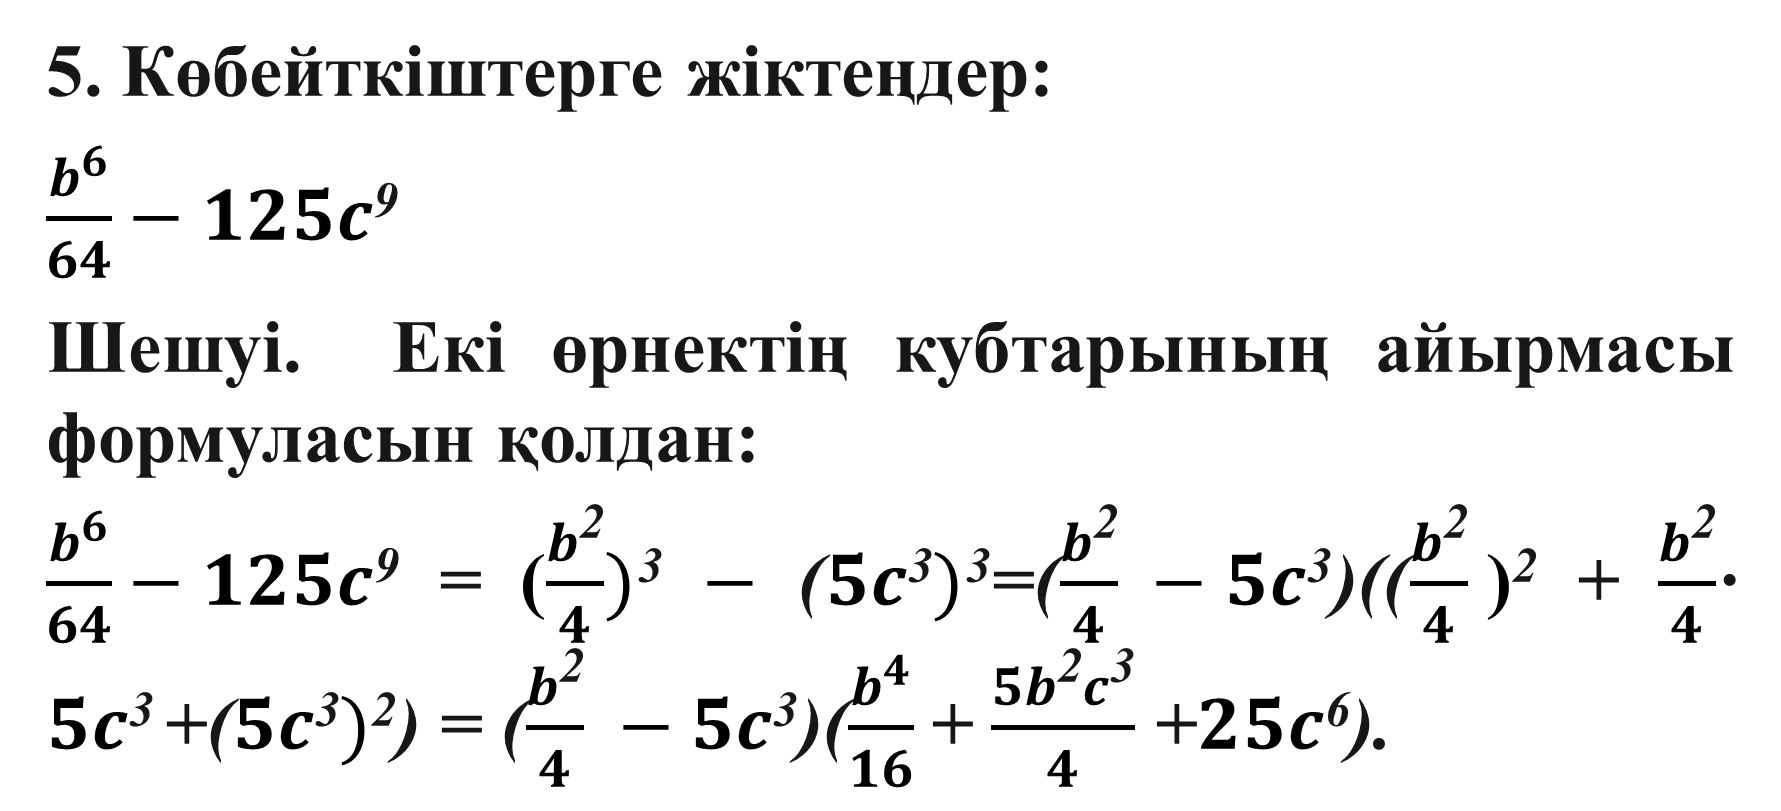 5. Көбейткіштерге жіктеңдер:
b⁶/64 − 125c⁹
Шешуі. Екі өрнектің кубтарының айырмасы
формуласын қолдан:
b⁶/64 − 125c⁹ = (b²/4)³ − (5c³)³=(b²/4 − 5c³)((b²/4 )² + b²/4·
5c³+(5c³)²) = (b²/4 − 5c³)(b⁴/16 + 5b²c³/4 +25c⁶).